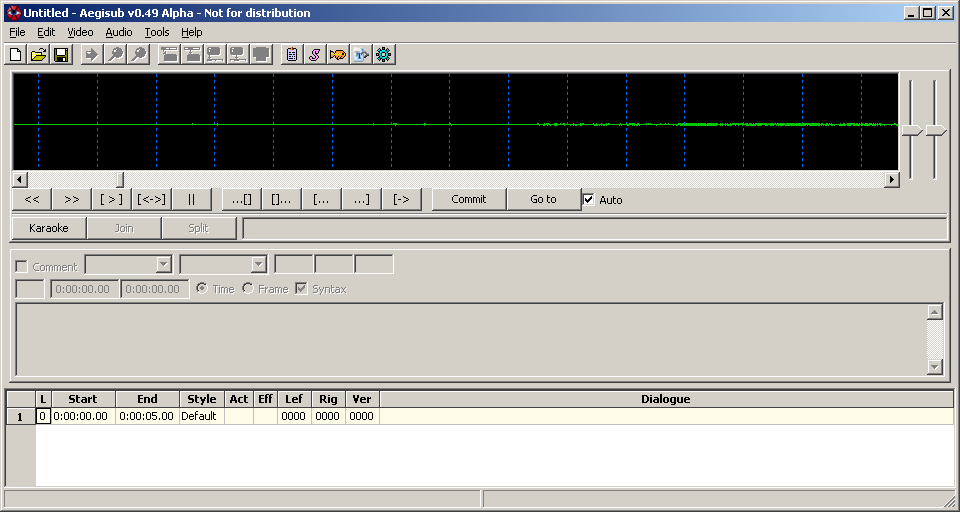 Untitled - Aegisub v0.49 Alpha - Not for distribution
File Edit Video Audio Tools Help
<< >> [ > ] [<->] || ...[] []... [... ...] [-> Commit Go to Auto
Karaoke Join Split
Comment
0:00:00.00 0:00:00.00 Time Frame Syntax
L Start End Style Act Eff Lef Rig Ver Dialogue
1 0 0:00:00.00 0:00:05.00 Default 0000 0000 0000